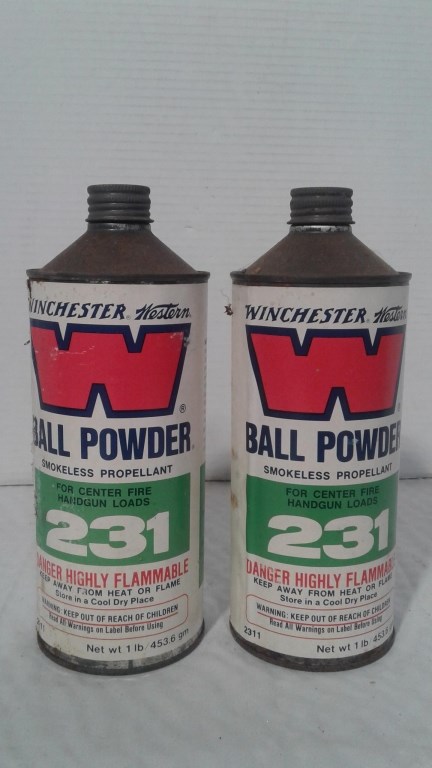 WINCHESTER Western
W
®
BALL POWDER
SMOKELESS PROPELLANT
FOR CENTER FIRE
HANDGUN LOADS
231
DANGER HIGHLY FLAMMABLE
KEEP AWAY FROM HEAT OR FLAME
Store in a Cool Dry Place
WARNING: KEEP OUT OF REACH OF CHILDREN
Read All Warnings on Label Before Using
Net wt 1 lb 453.6 gm
WINCHESTER Western
W
BALL POWDER
SMOKELESS PROPELLANT
FOR CENTER FIRE
HANDGUN LOADS
231
DANGER HIGHLY FLAMMABLE
KEEP AWAY FROM HEAT OR FLAME
Store in a Cool Dry Place
WARNING: KEEP OUT OF REACH OF CHILDREN
Read All Warnings on Label Before Using
2311
Net wt 1 lb 453.6